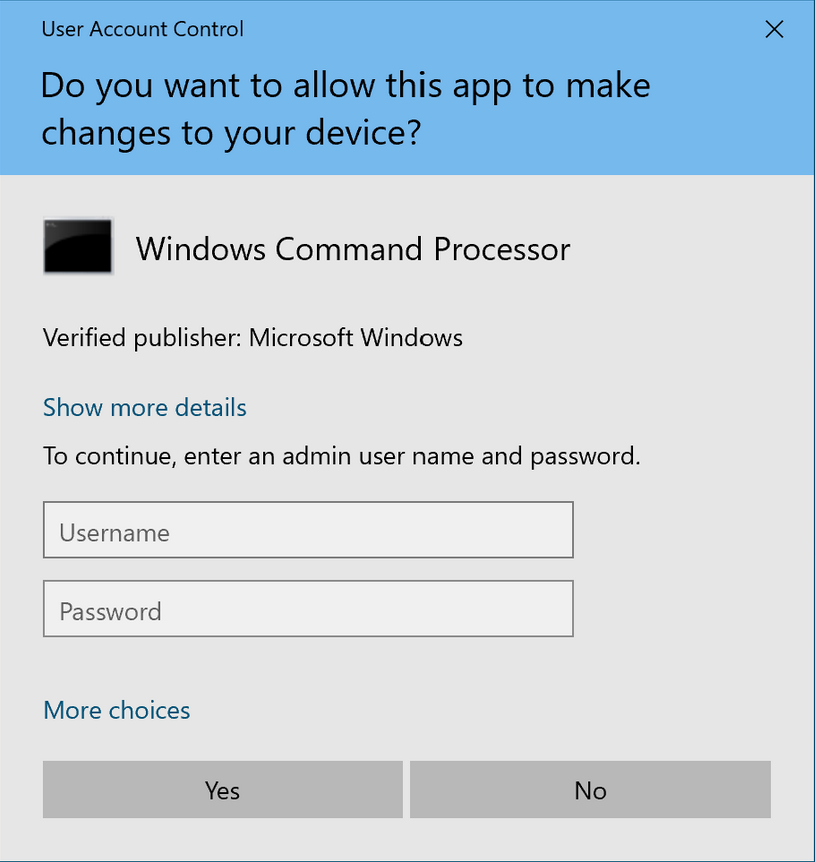 User Account Control
Do you want to allow this app to make
changes to your device?
Windows Command Processor
Verified publisher: Microsoft Windows
Show more details
To continue, enter an admin user name and password.
Username
Password
More choices
Yes
No